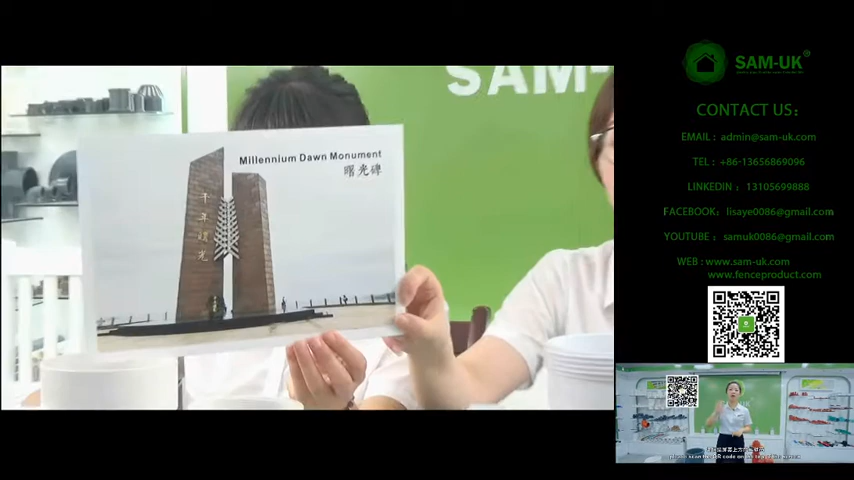 SAM-
Millennium Dawn Monument
曙光碑
千年曙光
SAM-UK®
CONTACT US:
EMAIL : admin@sam-uk.com
TEL : +86-13656869096
LINKEDIN : 13105699888
FACEBOOK: lisaye0086@gmail.com
YOUTUBE : samuk0086@gmail.com
WEB : www.sam-uk.com
www.fenceproduct.com